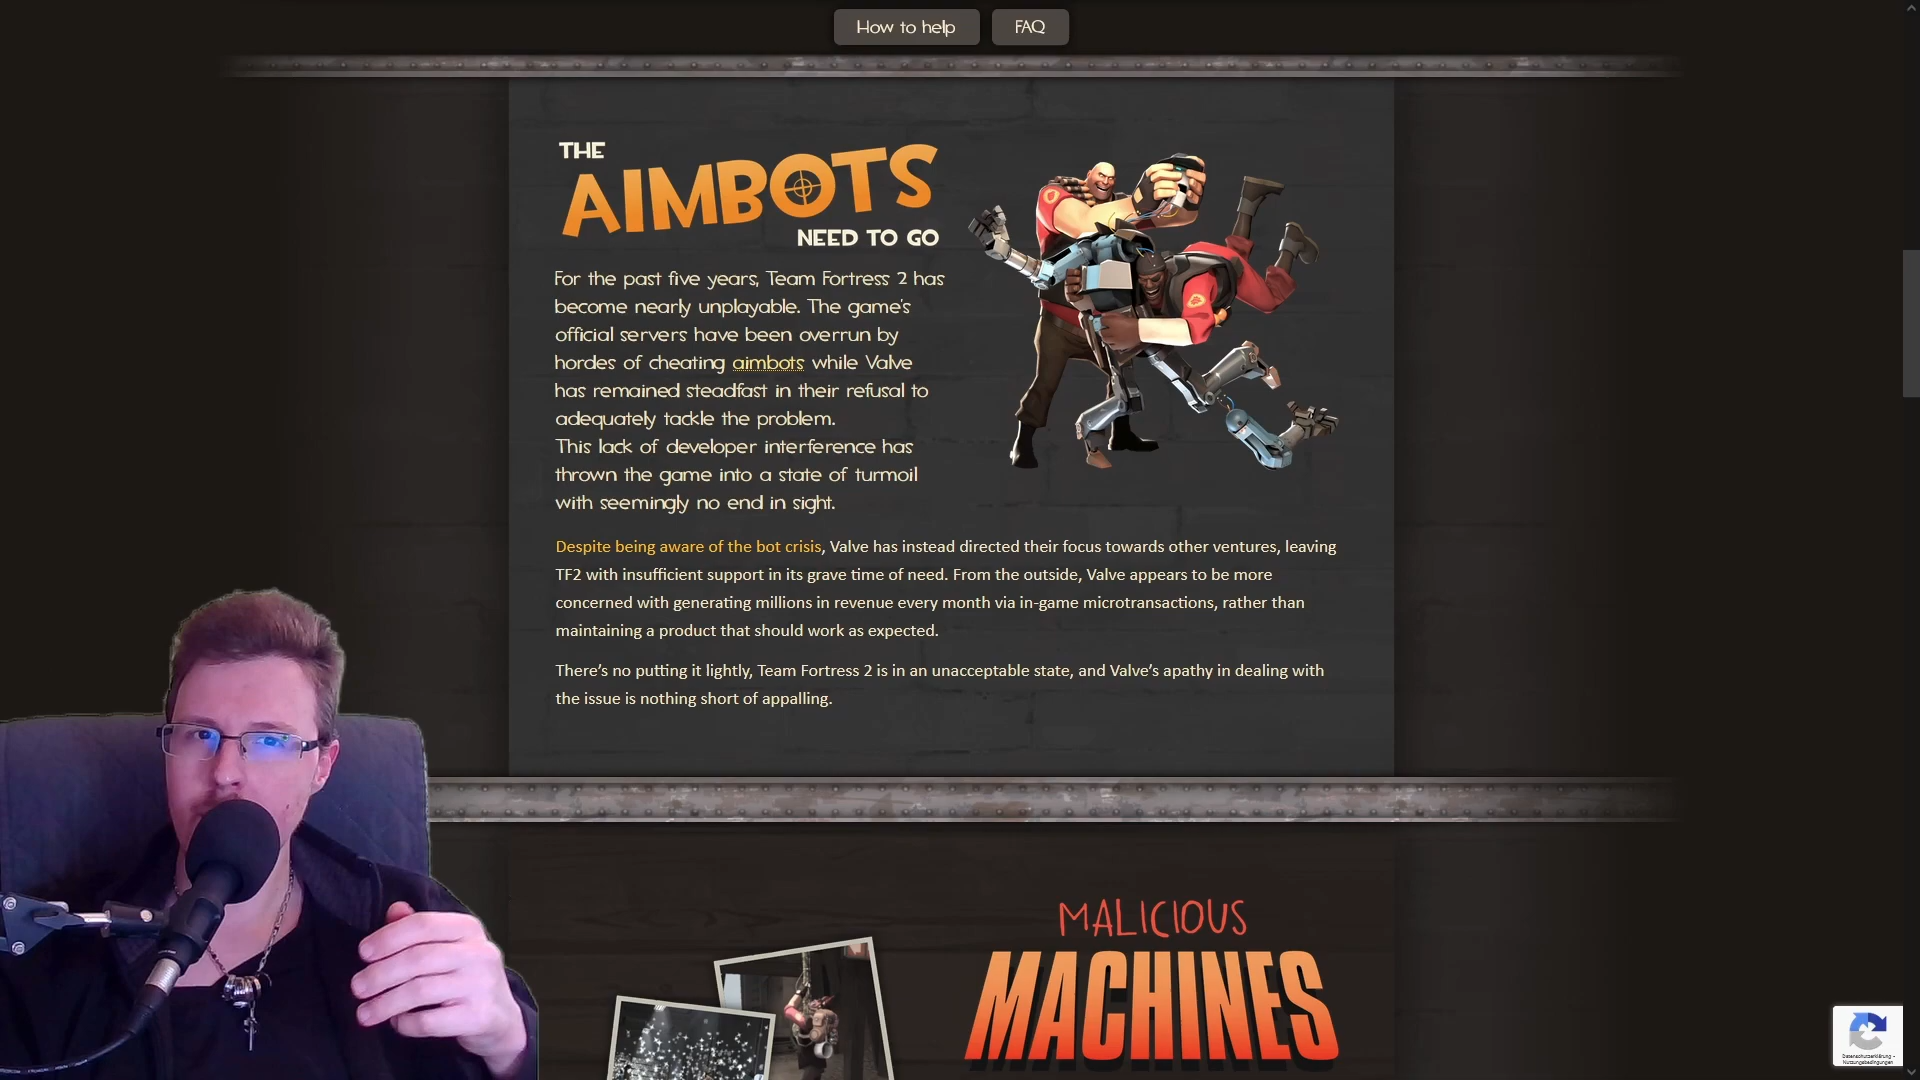 How to help
FAQ
THE
AIMBOTS
NEED TO GO
For the past five years, Team Fortress 2 has
become nearly unplayable. The game's
official servers have been overrun by
hordes of cheating aimbots while Valve
has remained steadfast in their refusal to
adequately tackle the problem.
This lack of developer interference has
thrown the game into a state of turmoil
with seemingly no end in sight.
Despite being aware of the bot crisis, Valve has instead directed their focus towards other ventures, leaving
TF2 with insufficient support in its grave time of need. From the outside, Valve appears to be more
concerned with generating millions in revenue every month via in-game microtransactions, rather than
maintaining a product that should work as expected.
There's no putting it lightly, Team Fortress 2 is in an unacceptable state, and Valve's apathy in dealing with
the issue is nothing short of appalling.
MALICIOUS
MACHINES
Datenschutzerklärung -
Nutzungsbedingungen